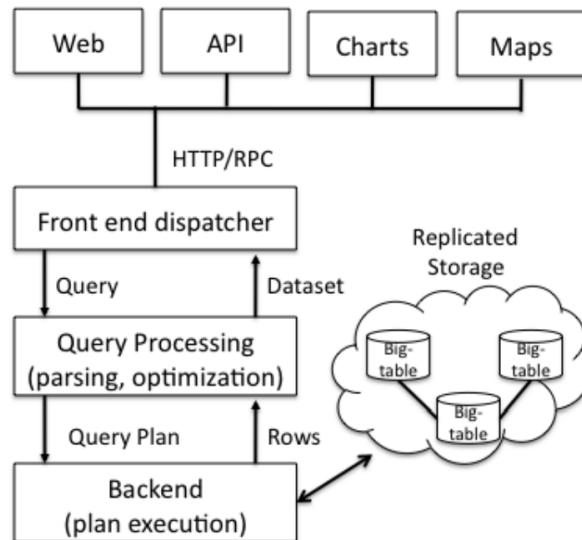 Web
API
Charts
Maps
HTTP/RPC
Front end dispatcher
Query
Dataset
Query Processing
(parsing, optimization)
Query Plan
Rows
Backend
(plan execution)
Replicated
Storage
Big-
table
Big-
table
Big-
table